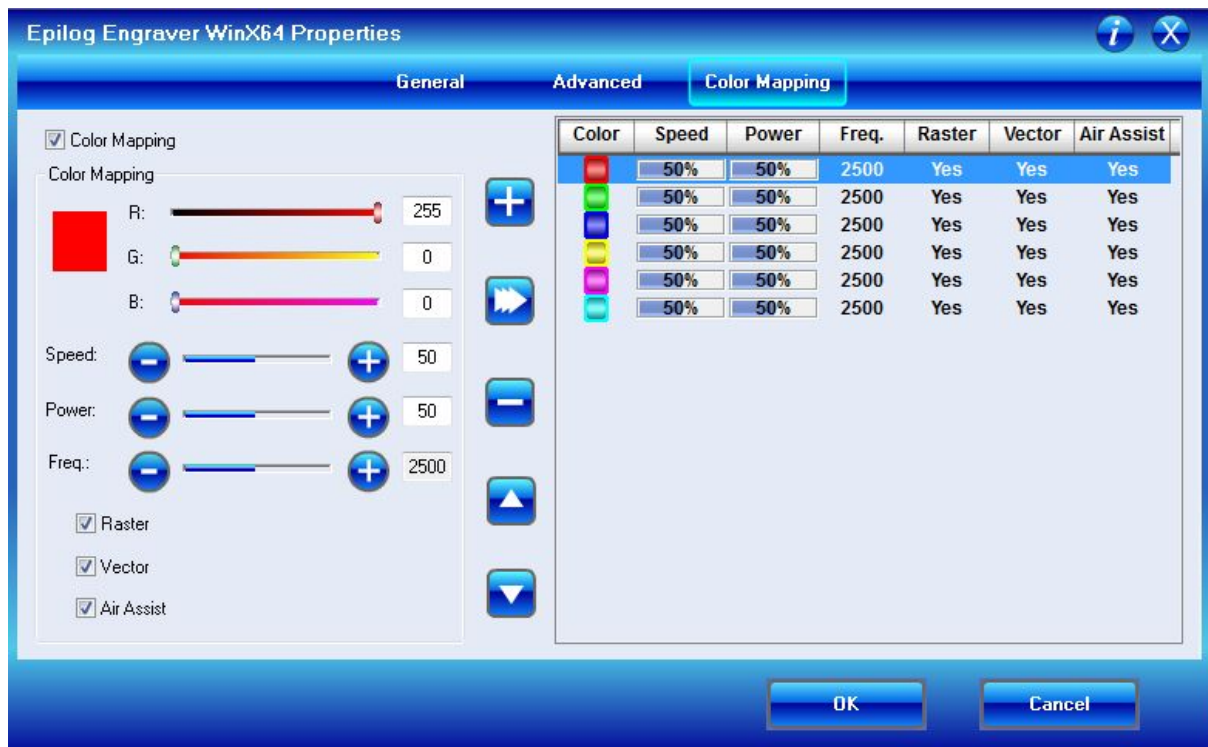 Epilog Engraver WinX64 Properties
i X
General Advanced Color Mapping
Color Mapping
Color Mapping
R: 255
G: 0
B: 0
Speed: 50
Power: 50
Freq.: 2500
Raster
Vector
Air Assist
Color Speed Power Freq. Raster Vector Air Assist
50% 50% 2500 Yes Yes Yes
50% 50% 2500 Yes Yes Yes
50% 50% 2500 Yes Yes Yes
50% 50% 2500 Yes Yes Yes
50% 50% 2500 Yes Yes Yes
50% 50% 2500 Yes Yes Yes
OK Cancel